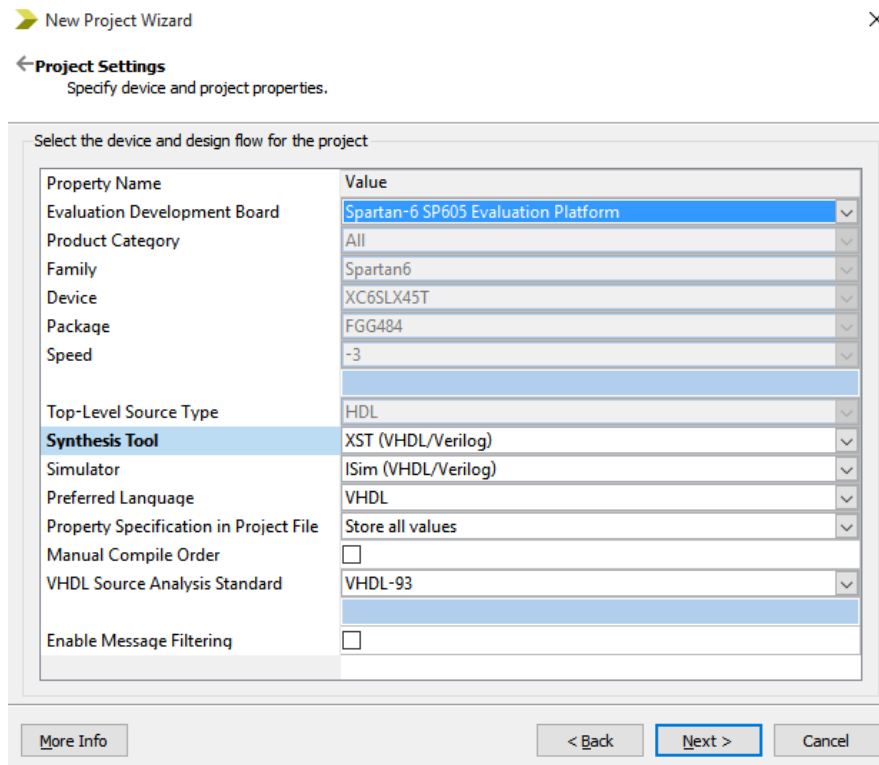 New Project Wizard
Project Settings
Specify device and project properties.
Select the device and design flow for the project
Property Name Value
Evaluation Development Board Spartan-6 SP605 Evaluation Platform
Product Category All
Family Spartan6
Device XC6SLX45T
Package FGG484
Speed -3
Top-Level Source Type HDL
Synthesis Tool XST (VHDL/Verilog)
Simulator ISim (VHDL/Verilog)
Preferred Language VHDL
Property Specification in Project File Store all values
Manual Compile Order
VHDL Source Analysis Standard VHDL-93
Enable Message Filtering
More Info < Back Next > Cancel